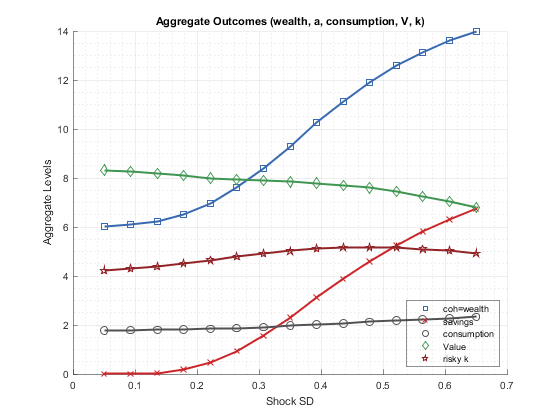 Aggregate Outcomes (wealth, a, consumption, V, k)
14
12
10
8
6
4
2
0
Aggregate Levels
coh=wealth
savings
consumption
Value
risky k
0 0.1 0.2 0.3 0.4 0.5 0.6 0.7
Shock SD